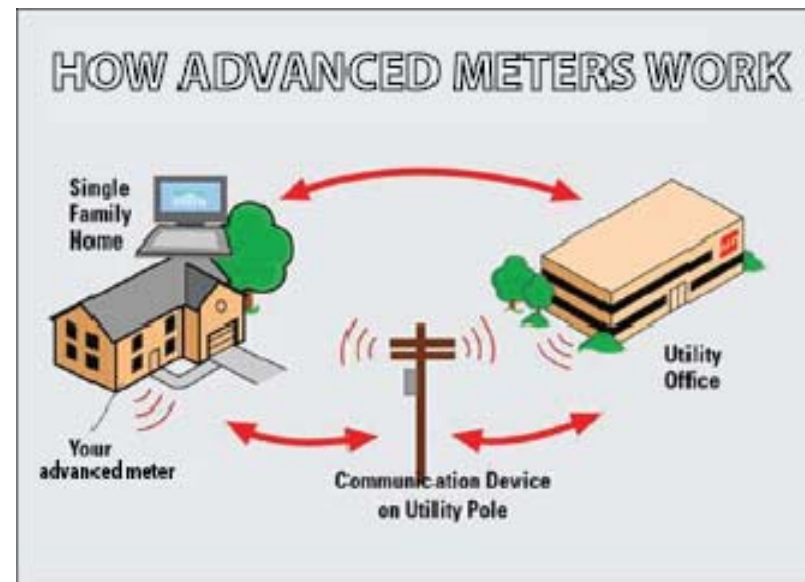 HOW ADVANCED METERS WORK
Single
Family
Home
Utility
Office
Your
advanced meter
Communication Device
on Utility Pole